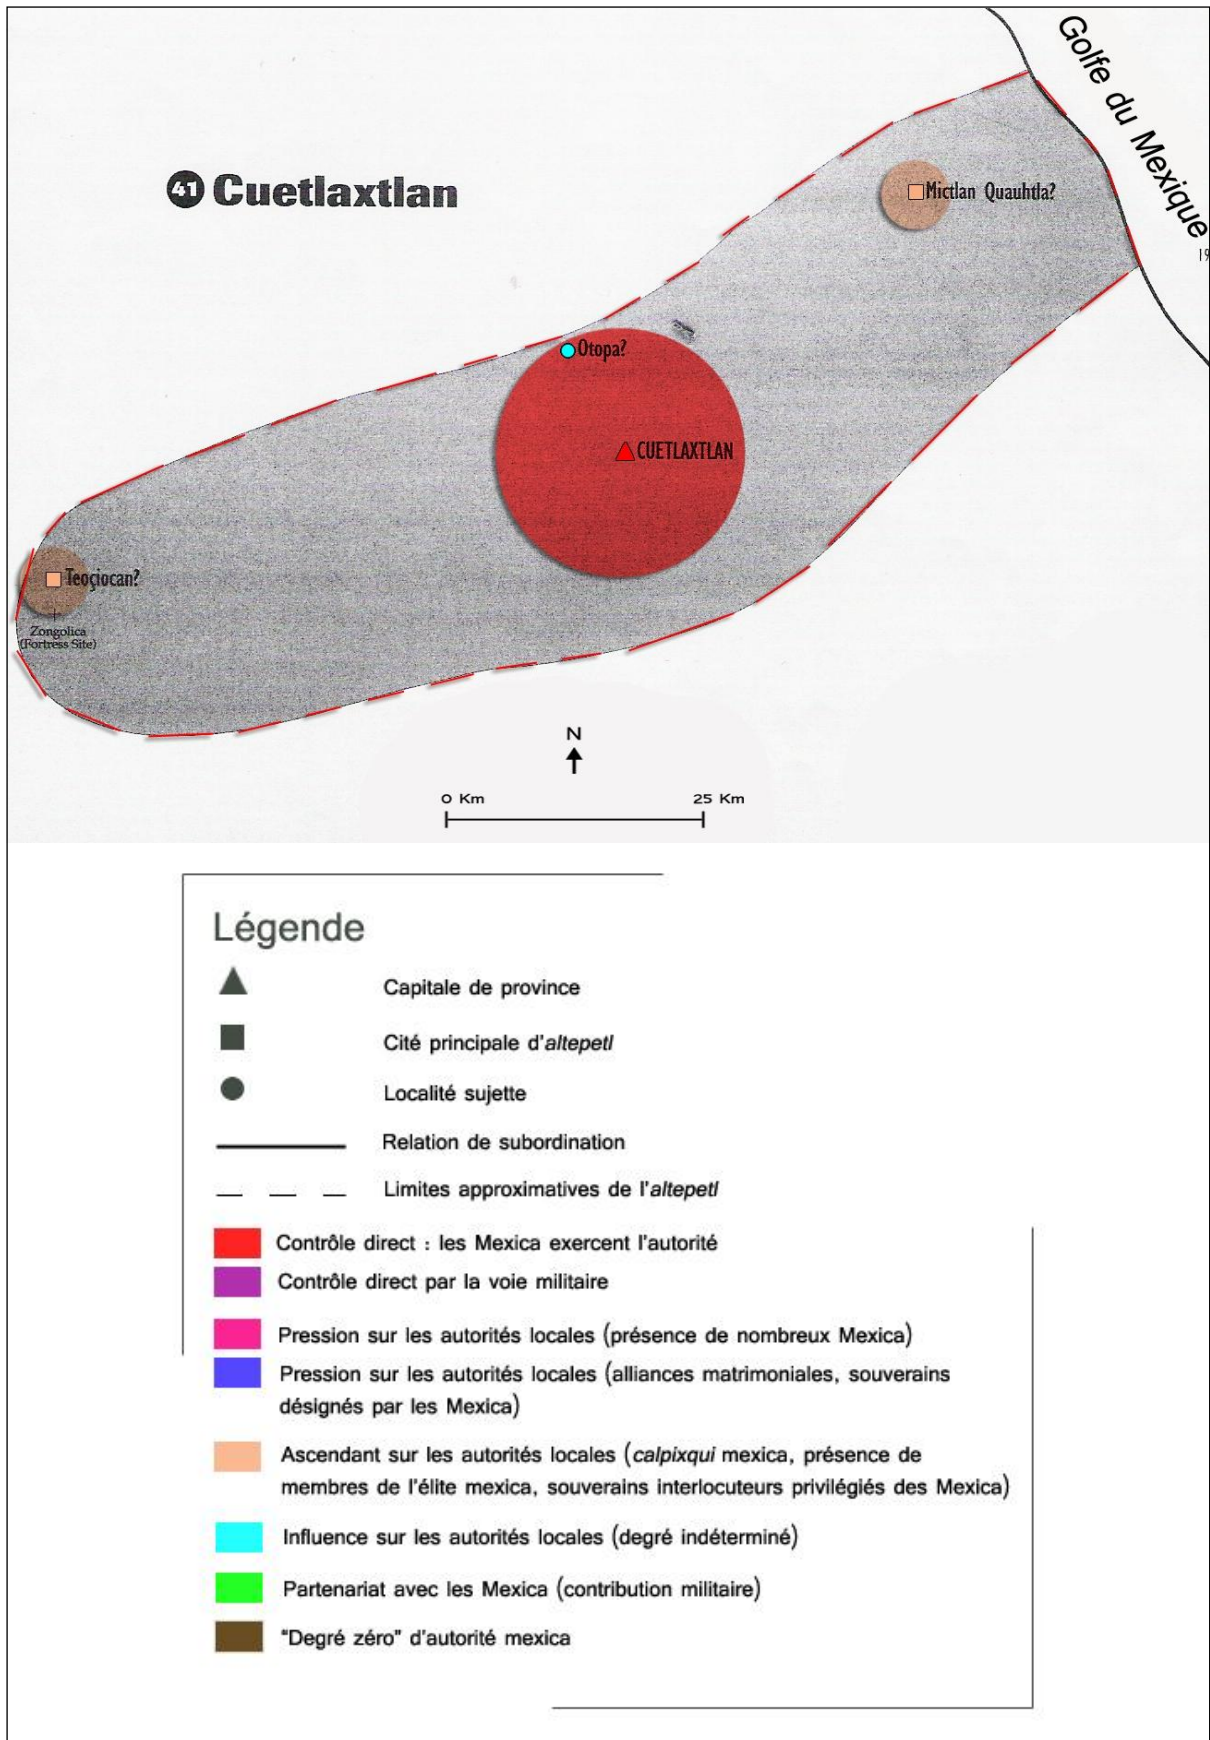 Golfe du Mexique
41 Cuetlaxtlan
Mictlan Quauhtla?
19
Otopa?
CUETLAXTLAN
Teoçiocan?
Zongolica
(Fortress Site)
N
0 Km 25 Km
Légende
Capitale de province
Cité principale d'altepetl
Localité sujette
Relation de subordination
Limites approximatives de l'altepetl
Contrôle direct : les Mexica exercent l'autorité
Contrôle direct par la voie militaire
Pression sur les autorités locales (présence de nombreux Mexica)
Pression sur les autorités locales (alliances matrimoniales, souverains
désignés par les Mexica)
Ascendant sur les autorités locales (calpixqui mexica, présence de
membres de l'élite mexica, souverains interlocuteurs privilégiés des Mexica)
Influence sur les autorités locales (degré indéterminé)
Partenariat avec les Mexica (contribution militaire)
"Degré zéro" d'autorité mexica